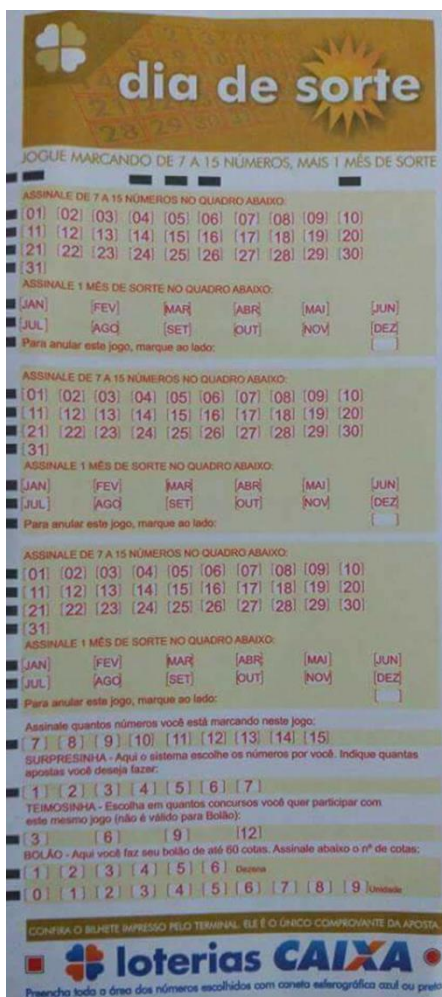 dia de sorte
JOGUE MARCANDO DE 7 A 15 NÚMEROS, MAIS 1 MÊS DE SORTE
ASSINALE DE 7 A 15 NÚMEROS NO QUADRO ABAIXO:
[01] [02] [03] [04] [05] [06] [07] [08] [09] [10]
[11] [12] [13] [14] [15] [16] [17] [18] [19] [20]
[21] [22] [23] [24] [25] [26] [27] [28] [29] [30]
[31]
ASSINALE 1 MÊS DE SORTE NO QUADRO ABAIXO:
[JAN] [FEV] [MAR] [ABR] [MAI] [JUN]
[JUL] [AGO] [SET] [OUT] [NOV] [DEZ]
Para anular este jogo, marque ao lado: [ ]
ASSINALE DE 7 A 15 NÚMEROS NO QUADRO ABAIXO:
[01] [02] [03] [04] [05] [06] [07] [08] [09] [10]
[11] [12] [13] [14] [15] [16] [17] [18] [19] [20]
[21] [22] [23] [24] [25] [26] [27] [28] [29] [30]
[31]
ASSINALE 1 MÊS DE SORTE NO QUADRO ABAIXO:
[JAN] [FEV] [MAR] [ABR] [MAI] [JUN]
[JUL] [AGO] [SET] [OUT] [NOV] [DEZ]
Para anular este jogo, marque ao lado: [ ]
ASSINALE DE 7 A 15 NÚMEROS NO QUADRO ABAIXO:
[01] [02] [03] [04] [05] [06] [07] [08] [09] [10]
[11] [12] [13] [14] [15] [16] [17] [18] [19] [20]
[21] [22] [23] [24] [25] [26] [27] [28] [29] [30]
[31]
ASSINALE 1 MÊS DE SORTE NO QUADRO ABAIXO:
[JAN] [FEV] [MAR] [ABR] [MAI] [JUN]
[JUL] [AGO] [SET] [OUT] [NOV] [DEZ]
Para anular este jogo, marque ao lado: [ ]
Assinale quantos números você está marcando neste jogo:
[7] [8] [9] [10] [11] [12] [13] [14] [15]
SURPRESINHA - Aqui o sistema escolhe os números por você. Indique quantas
apostas você deseja fazer:
[1] [2] [3] [4] [5] [6] [7]
TEIMOSINHA - Escolha em quantos concursos você quer participar com
este mesmo jogo (não é válido para Bolão):
[3] [6] [9] [12]
BOLÃO - Aqui você faz seu bolão de até 60 cotas. Assinale abaixo o nº de cotas:
[1] [2] [3] [4] [5] [6] Dezena
[0] [1] [2] [3] [4] [5] [6] [7] [8] [9] Unidade
CONFIRA O BILHETE IMPRESSO PELO TERMINAL. ELE É O ÚNICO COMPROVANTE DA APOSTA.
loterias CAIXA
Preencha toda a área dos números escolhidos com caneta esferográfica azul ou preta